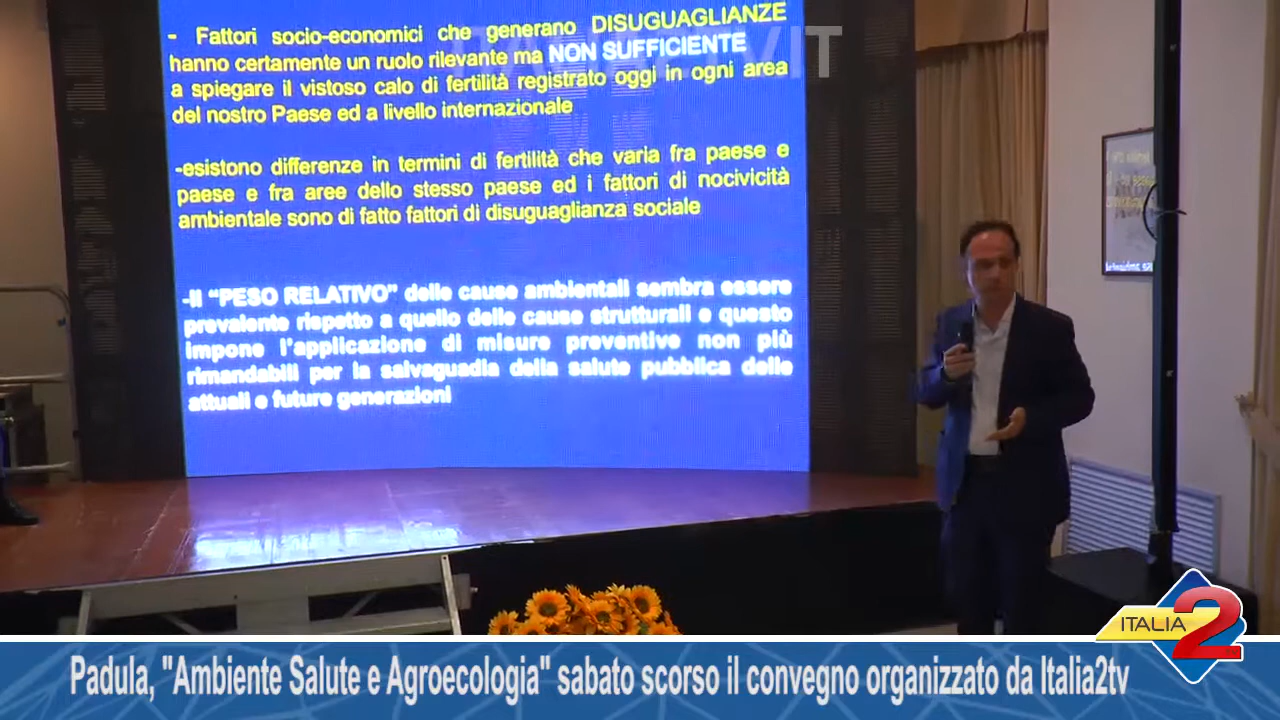 - Fattori socio-economici che generano DISUGUAGLIANZE
hanno certamente un ruolo rilevante ma NON SUFFICIENTE
a spiegare il vistoso calo di fertilità registrato oggi in ogni area
del nostro Paese ed a livello internazionale
-esistono differenze in termini di fertilità che varia fra paese e
paese e fra aree dello stesso paese ed i fattori di nocività
ambientale sono di fatto fattori di disuguaglianza sociale
-Il “PESO RELATIVO” delle cause ambientali sembra essere
prevalente rispetto a quello delle cause strutturali e questo
impone l’applicazione di misure preventive non più
rimandabili per la salvaguadia della salute pubblica delle
attuali e future generazioni
ITALIA 2
Padula, "Ambiente Salute e Agroecologia" sabato scorso il convegno organizzato da Italia2tv